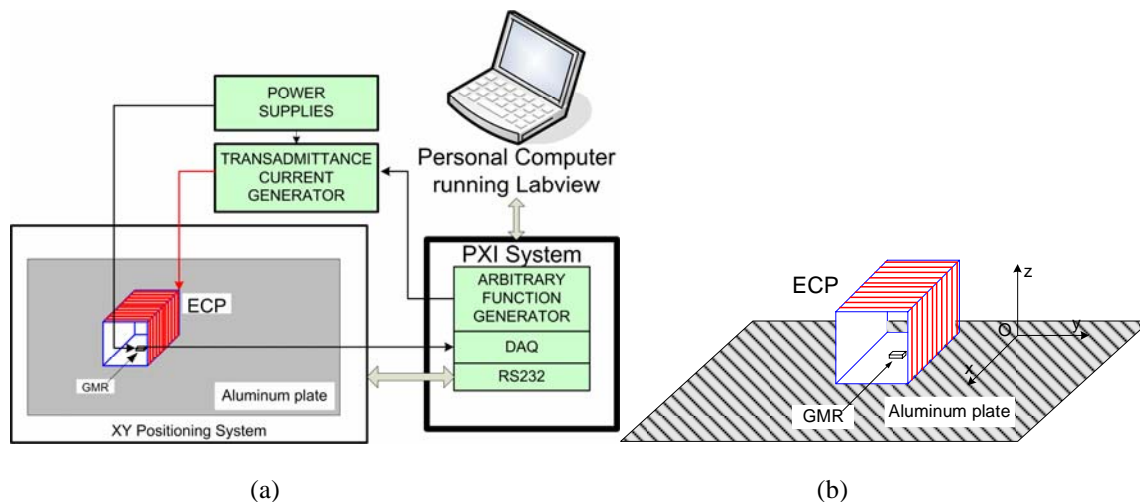 POWER
SUPPLIES
TRANSADMITTANCE
CURRENT
GENERATOR
Personal Computer
running Labview
PXI System
ARBITRARY
FUNCTION
GENERATOR
DAQ
RS232
ECP
GMR
Aluminum plate
XY Positioning System
(a)
ECP
z
O
y
x
GMR
Aluminum plate
(b)